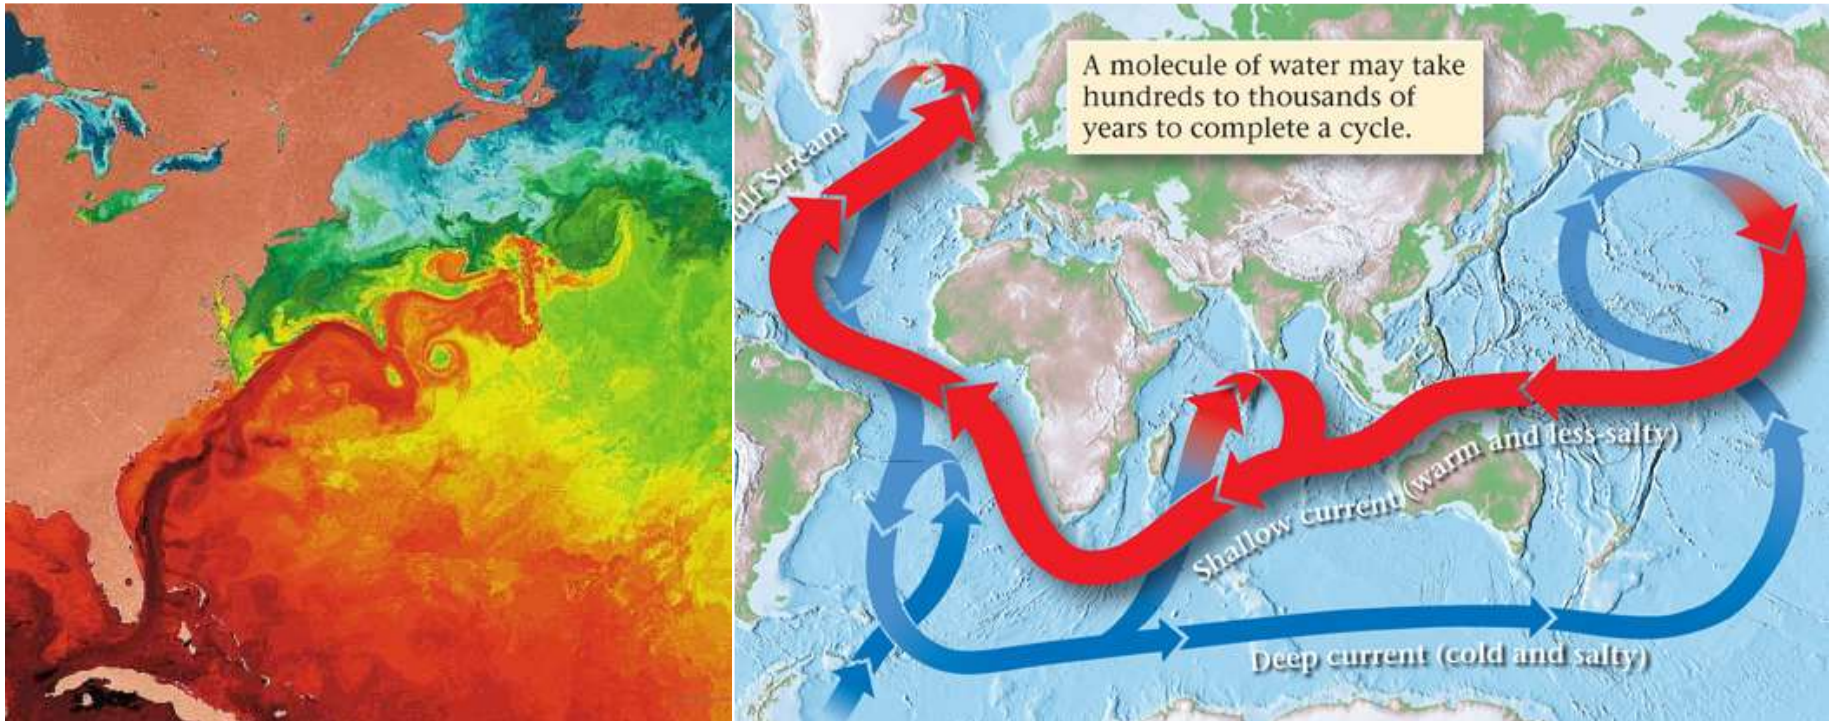 A molecule of water may take
hundreds to thousands of
years to complete a cycle.
Stream
Shallow current (warm and less-salty)
Deep current (cold and salty)